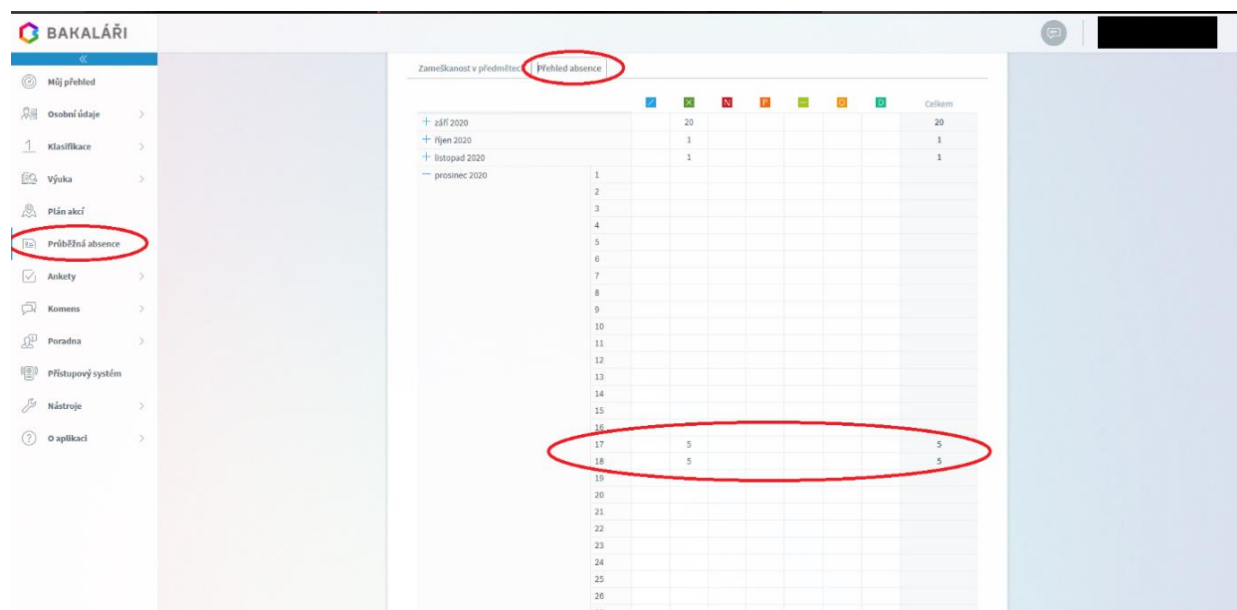 BAKALÁŘI
Můj přehled
Osobní údaje
Klasifikace
Výuka
Plán akcí
Průběžná absence
Ankety
Komens
Poradna
Přístupový systém
Nástroje
O aplikaci
Zameškanost v předmětech Přehled absence
N P O D Celkem
září 2020 20 20
říjen 2020 1 1
listopad 2020 1 1
prosinec 2020 1
2
3
4
5
6
7
8
9
10
11
12
13
14
15
16
17 5 5
18 5 5
19
20
21
22
23
24
25
26